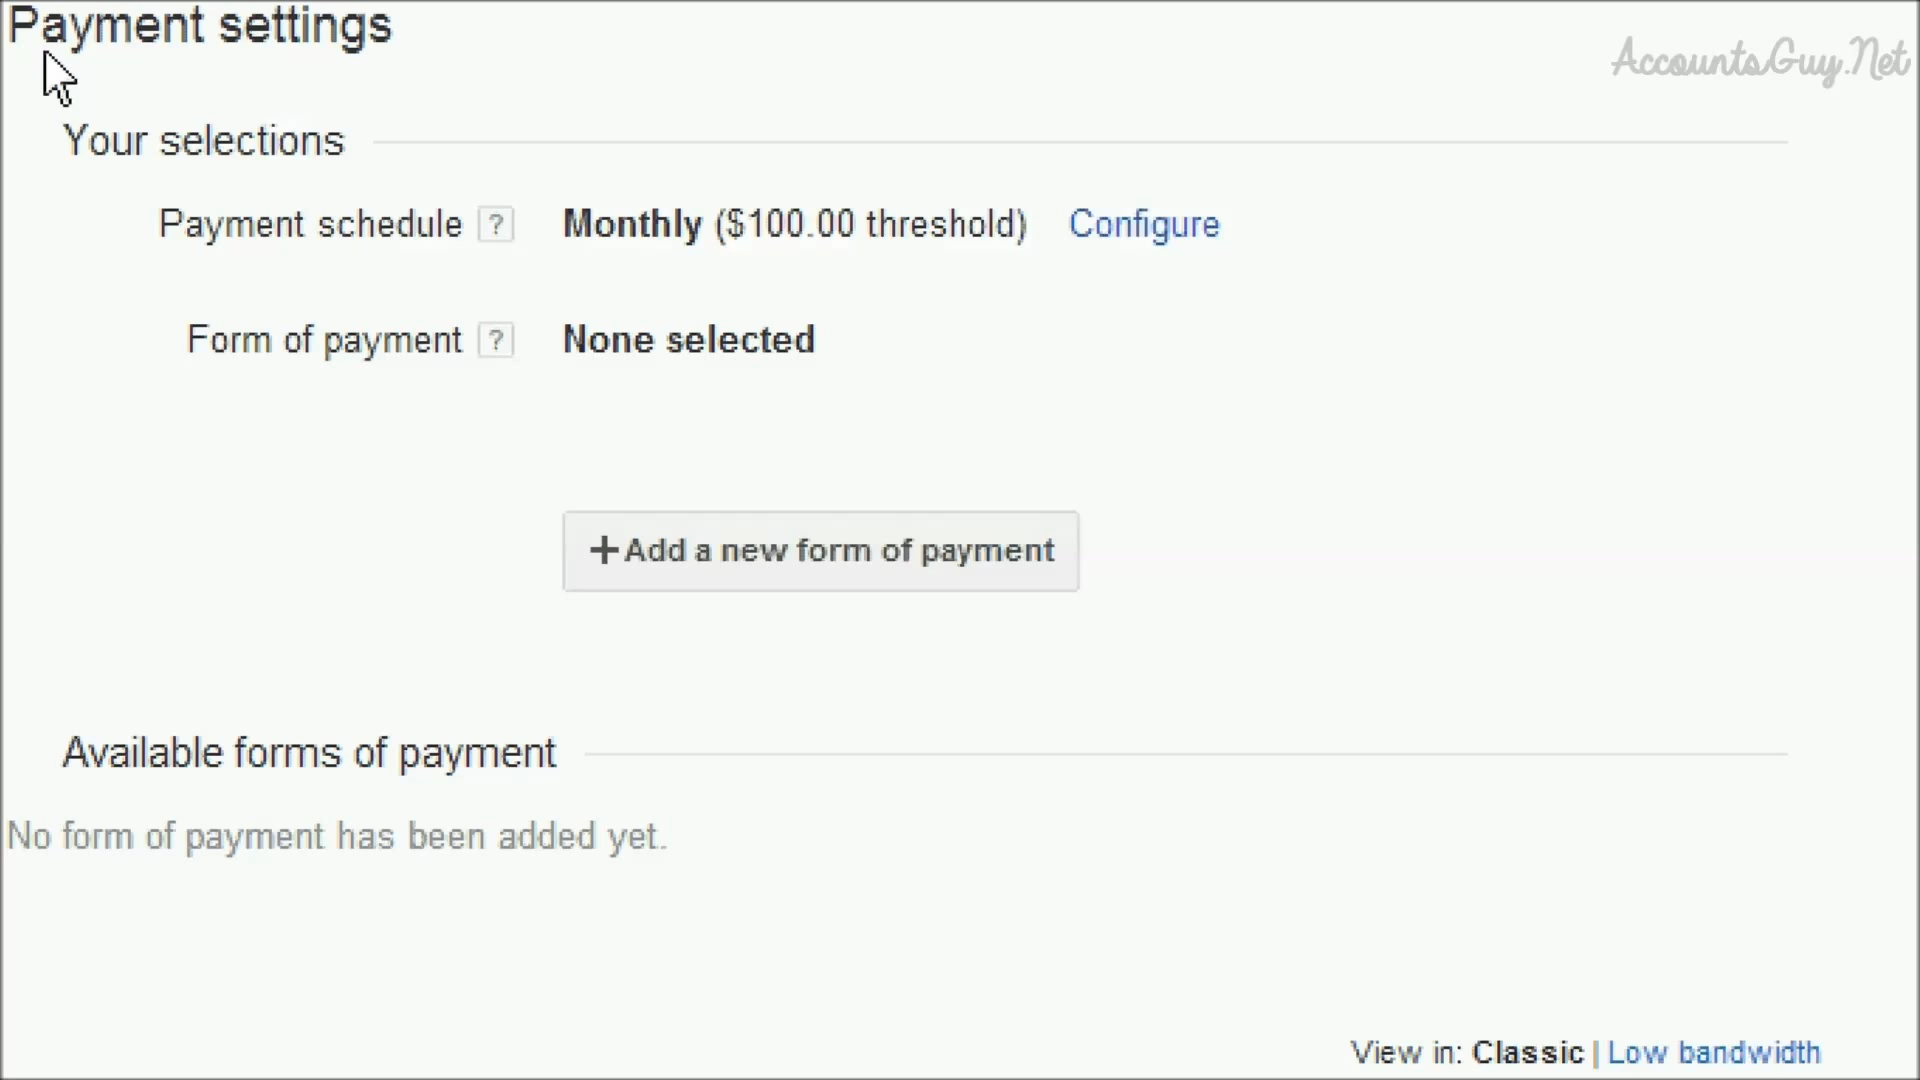 Payment settings
AccountsGuy.Net
Your selections
Payment schedule ? Monthly ($100.00 threshold) Configure
Form of payment ? None selected
+Add a new form of payment
Available forms of payment
No form of payment has been added yet.
View in: Classic | Low bandwidth